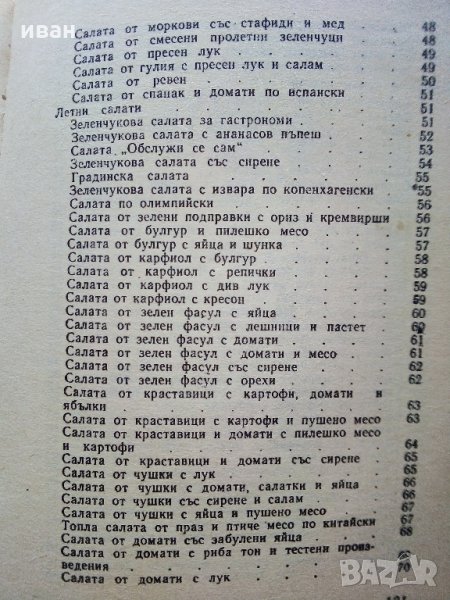 иван
Салата от моркови със стафиди и мед 48
Салата от смесени пролетни зеленчуци 48
Салата от пресен лук . . . . . 49
Салата от гулия с пресен лук и салам 49
Салата от ревен . . . . . 50
Салата от спанак и домати по испански 51
Летни салати . . . . . 51
Зеленчукова салата за гастрономи . 51
Зеленчукова салата с ананасов пъпеш . 52
Салата „Обслужи се сам“ . . . . 53
Зеленчукова салата със сирене . . . 54
Градинска салата . . . . . 55
Зеленчукова салата с извара по копенхагенски 55
Салата по олимпийски . . . . . 56
Салата от зелени подправки с ориз и кремвирши 56
Салата от булгур и пилешко месо . . 57
Салата от булгур с яйца и шунка . . 57
Салата от карфиол с булгур . . . 58
Салата от карфиол с репички . . . 58
Салата от карфиол с див лук . . . 59
Салата от карфиол с кресон . . . 59
Салата от зелен фасул с яйца . . . 60
Салата от зелен фасул с лешници и пастет . 60
Салата от зелен фасул с домати . . . 61
Салата от зелен фасул с домати и месо . 61
Салата от зелен фасул със сирене . . 62
Салата от зелен фасул с орехи . . . 62
Салата от краставици с картофи, домати и
ябълки . . . . . 63
Салата от краставици с картофи и пушено месо 63
Салата от краставици и домати с пилешко месо
и картофи . . . . . 64
Салата от краставици и домати със сирене . 65
Салата от чушки с лук . . . . 65
Салата от чушки с домати, салатки и яйца . 66
Салата от чушки със сирене и салам . . 66
Салата от чушки с яйца и пушено месо . 67
Топла салата от праз и птиче месо по китайски 67
Салата от домати със забулени яйца . . 68
Салата от домати с риба тон и тестени произ-
ведения . . . . .
Салата от домати с лук . . . . 70
BAZAR.bg